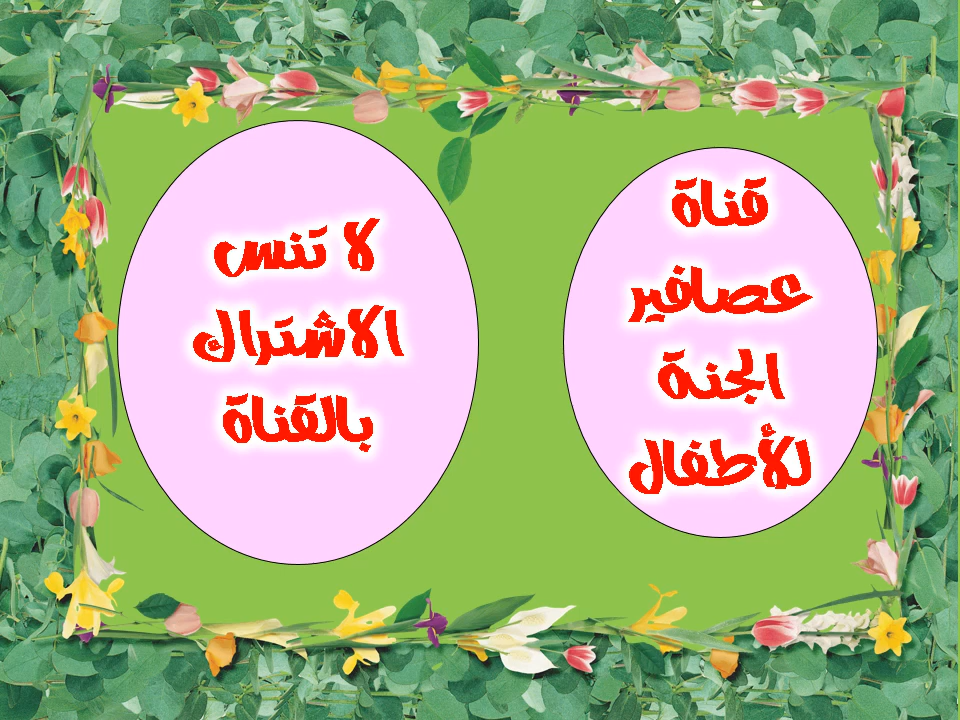 قناة
عصافير
الجنة
للأطفال
لا تنس
الاشتراك
بالقناة